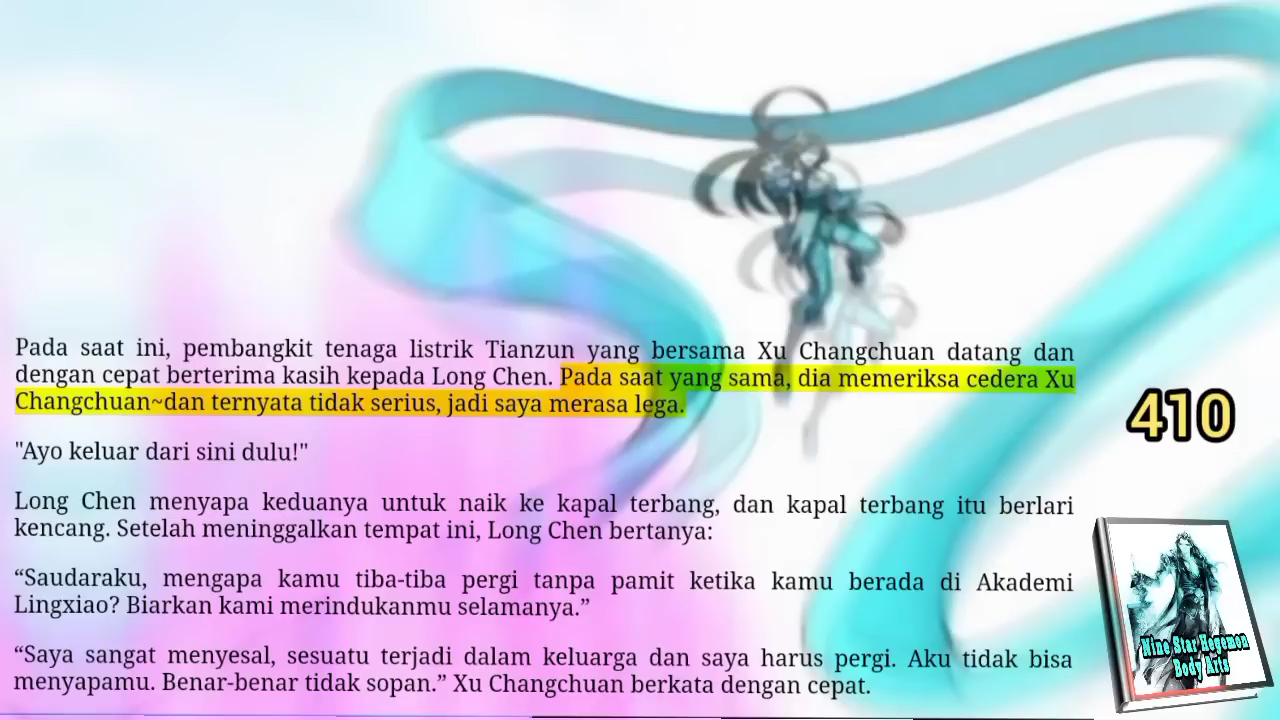 Pada saat ini, pembangkit tenaga listrik Tianzun yang bersama Xu Changchuan datang dan
dengan cepat berterima kasih kepada Long Chen. Pada saat yang sama, dia memeriksa cedera Xu
Changchuan~dan ternyata tidak serius, jadi saya merasa lega.
"Ayo keluar dari sini dulu!"
Long Chen menyapa keduanya untuk naik ke kapal terbang, dan kapal terbang itu berlari
kencang. Setelah meninggalkan tempat ini, Long Chen bertanya:
“Saudaraku, mengapa kamu tiba-tiba pergi tanpa pamit ketika kamu berada di Akademi
Lingxiao? Biarkan kami merindukanmu selamanya.”
“Saya sangat menyesal, sesuatu terjadi dalam keluarga dan saya harus pergi. Aku tidak bisa
menyapamu. Benar-benar tidak sopan.” Xu Changchuan berkata dengan cepat.
410
Nine Star Hegemon
Body Arts